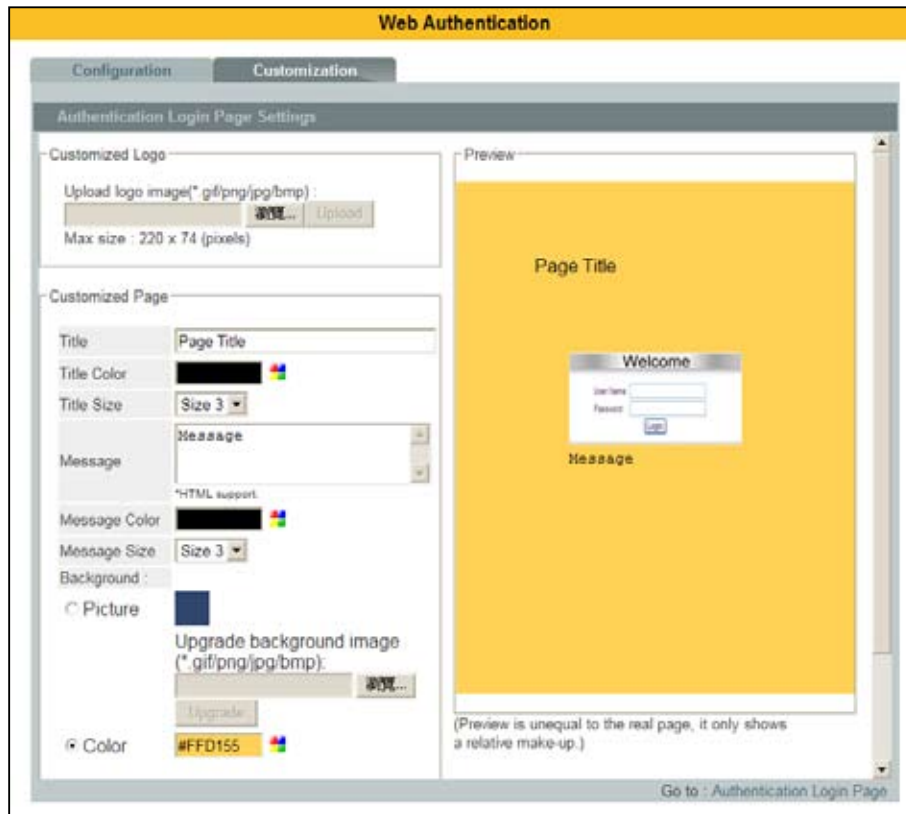 Web Authentication
Configuration
Customization
Authentication Login Page Settings
Customized Logo
Upload logo image(*.gif/png/jpg/bmp) :
瀏覽... Upload
Max size : 220 x 74 (pixels)
Customized Page
Title Page Title
Title Color
Title Size Size 3
Message Message
*HTML support.
Message Color
Message Size Size 3
Background :
Picture
Upgrade background image
(*.gif/png/jpg/bmp):
瀏覽...
Upgrade
Color #FFD155
Preview
Page Title
Welcome
User Name
Password
Login
Message
(Preview is unequal to the real page, it only shows
a relative make-up.)
Go to : Authentication Login Page